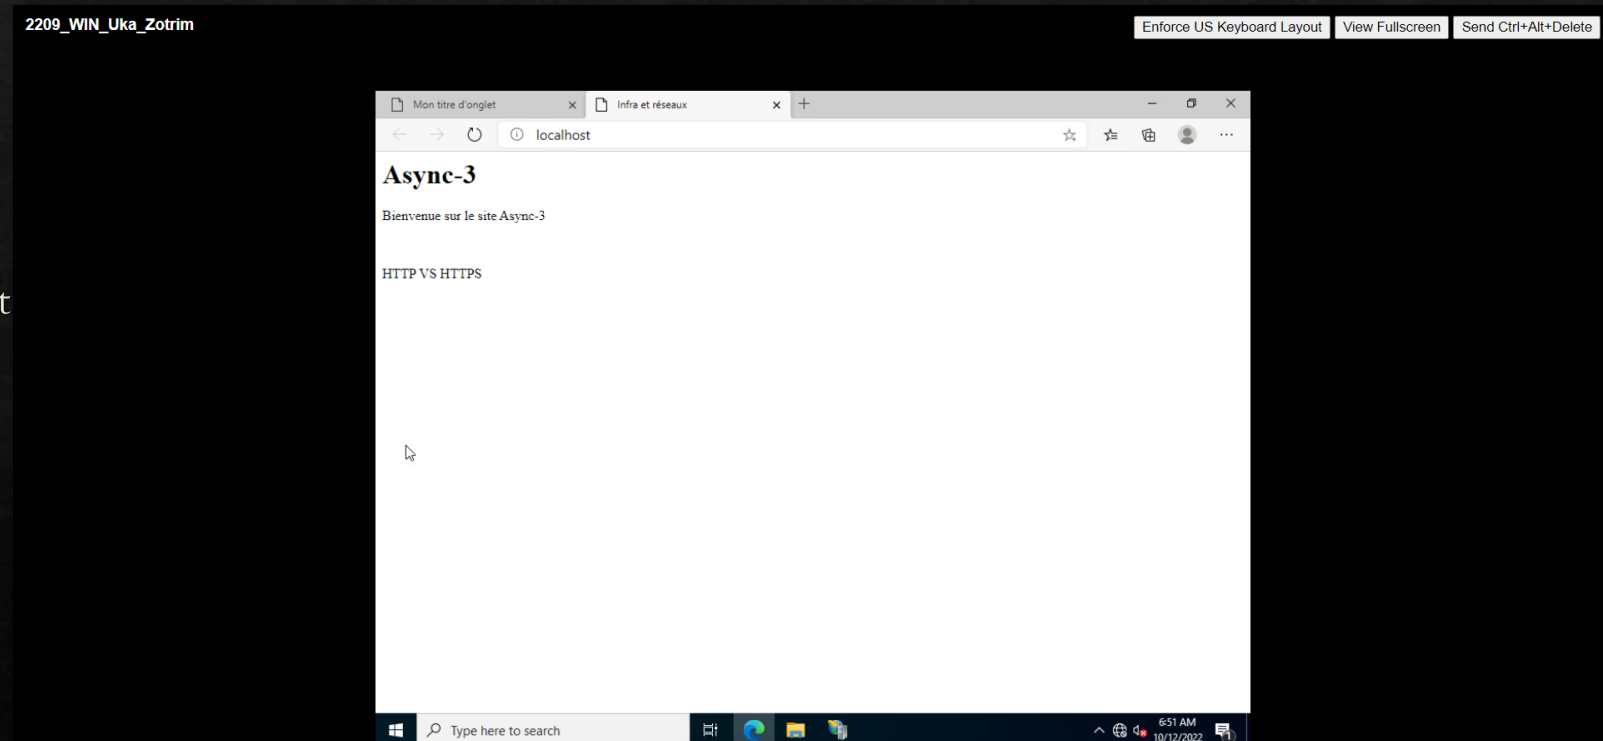 2209_WIN_Uka_Zotrim
Enforce US Keyboard Layout
View Fullscreen
Send Ctrl+Alt+Delete
Mon titre d'onglet
Infra et réseaux
localhost
Async-3
Bienvenue sur le site Async-3
HTTP VS HTTPS
t
Type here to search
6:51 AM
10/12/2022
1